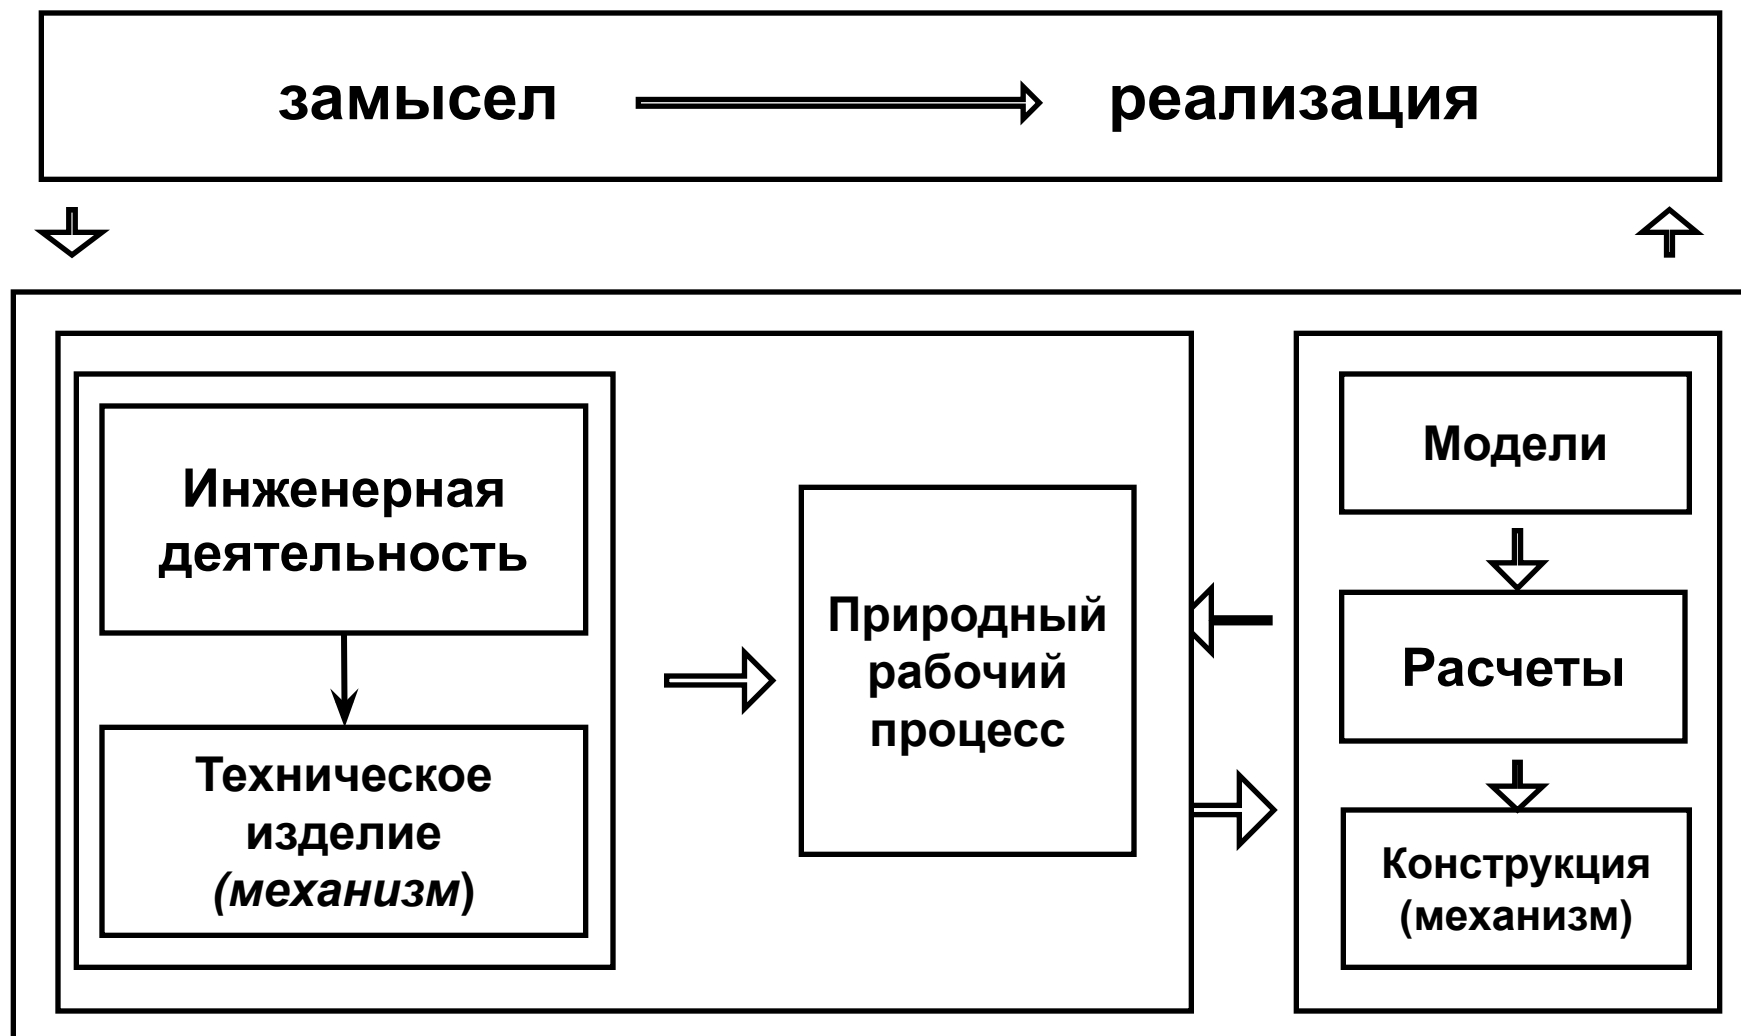 замысел реализация
Инженерная
деятельность
Техническое
изделие
(механизм)
Природный
рабочий
процесс
Модели
Расчеты
Конструкция
(механизм)